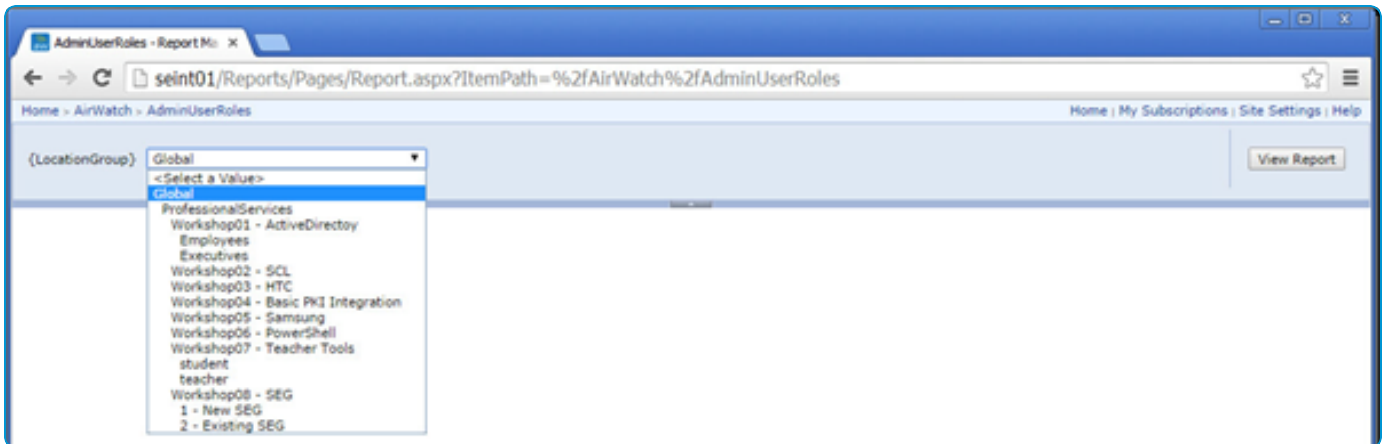 AdminUserRoles - Report Ma
seint01/Reports/Pages/Report.aspx?ItemPath=%2fAirWatch%2fAdminUserRoles
Home > AirWatch > AdminUserRoles
Home | My Subscriptions | Site Settings | Help
{LocationGroup} Global View Report
<Select a Value>
Global
ProfessionalServices
Workshop01 - ActiveDirectoy
Employees
Executives
Workshop02 - SCL
Workshop03 - HTC
Workshop04 - Basic PKI Integration
Workshop05 - Samsung
Workshop06 - PowerShell
Workshop07 - Teacher Tools
student
teacher
Workshop08 - SEG
1 - New SEG
2 - Existing SEG